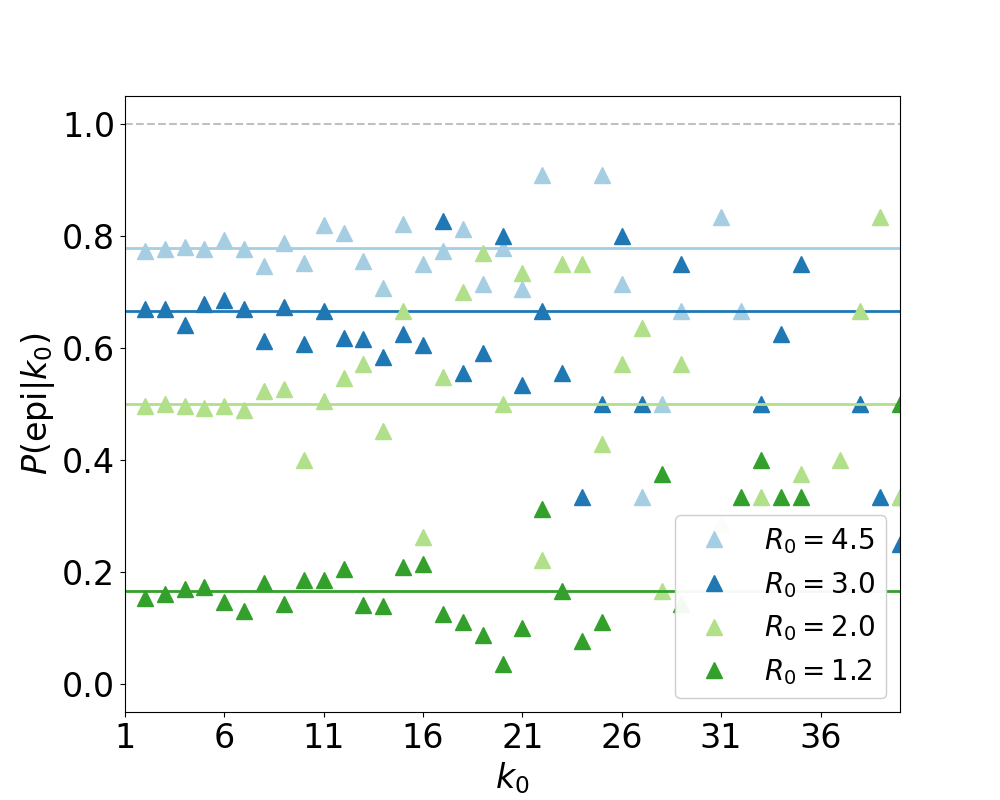 1.0
0.8
0.6
0.4
0.2
0.0
P(epi|k₀)
R₀ = 4.5
R₀ = 3.0
R₀ = 2.0
R₀ = 1.2
1 6 11 16 21 26 31 36
k₀